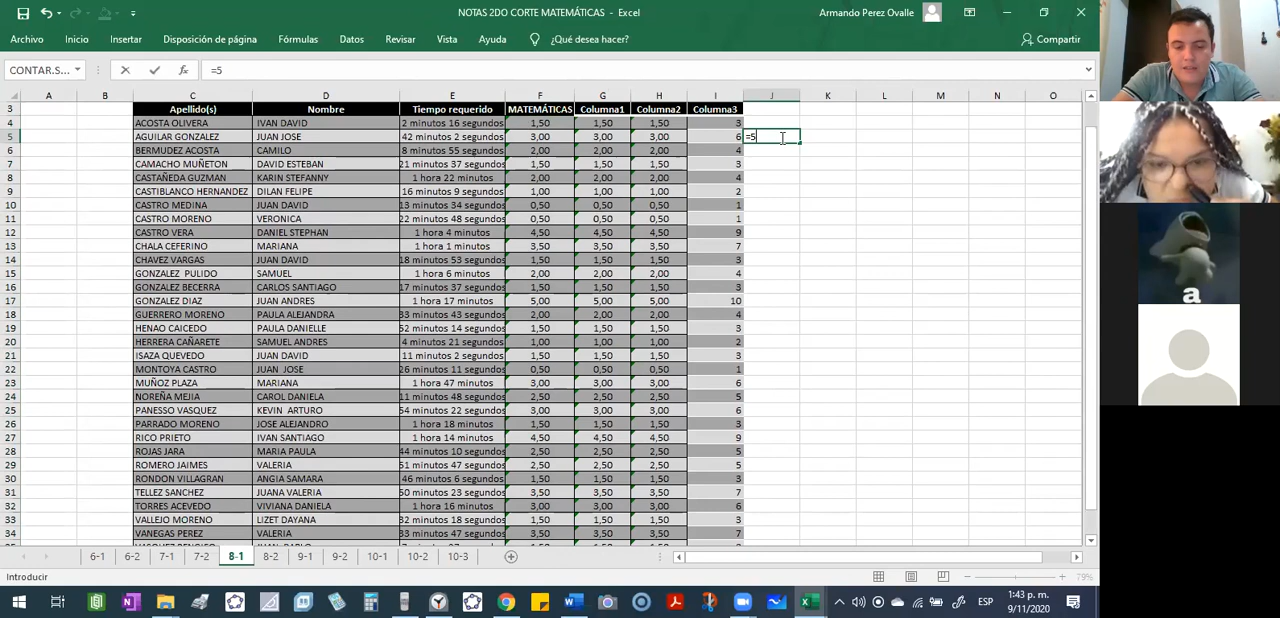 NOTAS 2DO CORTE MATEMÁTICAS - Excel Armando Perez Ovalle
Archivo Inicio Insertar Disposición de página Fórmulas Datos Revisar Vista Ayuda ¿Qué desea hacer? Compartir
CONTAR.S... fx =5
A B C D E F G H I J K L M N O
3 Apellido(s) Nombre Tiempo requerido MATEMÁTICAS Columna1 Columna2 Columna3
4 ACOSTA OLIVERA IVAN DAVID 2 minutos 16 segundos 1,50 1,50 1,50 3
5 AGUILAR GONZALEZ JUAN JOSE 42 minutos 2 segundos 3,00 3,00 3,00 6 =5
6 BERMUDEZ ACOSTA CAMILO 8 minutos 55 segundos 2,00 2,00 2,00 4
7 CAMACHO MUÑETON DAVID ESTEBAN 21 minutos 37 segundos 1,50 1,50 1,50 3
8 CASTAÑEDA GUZMAN KARIN STEFANNY 1 hora 22 minutos 2,00 2,00 2,00 4
9 CASTIBLANCO HERNANDEZ DILAN FELIPE 16 minutos 9 segundos 1,00 1,00 1,00 2
10 CASTRO MEDINA JUAN DAVID 13 minutos 34 segundos 0,50 0,50 0,50 1
11 CASTRO MORENO VERONICA 22 minutos 48 segundos 0,50 0,50 0,50 1
12 CASTRO VERA DANIEL STEPHAN 1 hora 4 minutos 4,50 4,50 4,50 9
13 CHALA CEFERINO MARIANA 1 hora 1 minuto 3,50 3,50 3,50 7
14 CHAVEZ VARGAS JUAN DAVID 18 minutos 53 segundos 1,50 1,50 1,50 3
15 GONZALEZ PULIDO SAMUEL 1 hora 6 minutos 2,00 2,00 2,00 4
16 GONZALEZ BECERRA CARLOS SANTIAGO 17 minutos 37 segundos 1,50 1,50 1,50 3
17 GONZALEZ DIAZ JUAN ANDRES 1 hora 17 minutos 5,00 5,00 5,00 10
18 GUERRERO MORENO PAULA ALEJANDRA 33 minutos 43 segundos 2,00 2,00 2,00 4
19 HENAO CAICEDO PAULA DANIELLE 52 minutos 14 segundos 1,50 1,50 1,50 3
20 HERRERA CAÑARETE SAMUEL ANDRES 4 minutos 21 segundos 1,00 1,00 1,00 2
21 ISAZA QUEVEDO JUAN DAVID 11 minutos 2 segundos 1,50 1,50 1,50 3
22 MONTOYA CASTRO JUAN JOSE 26 minutos 11 segundos 0,50 0,50 0,50 1
23 MUÑOZ PLAZA MARIANA 1 hora 47 minutos 3,00 3,00 3,00 6
24 NOREÑA MEJIA CAROL DANIELA 11 minutos 48 segundos 2,50 2,50 2,50 5
25 PANESSO VASQUEZ KEVIN ARTURO 54 minutos 22 segundos 3,00 3,00 3,00 6
26 PARRADO MORENO JOSE ALEJANDRO 1 hora 18 minutos 1,50 1,50 1,50 3
27 RICO PRIETO IVAN SANTIAGO 1 hora 14 minutos 4,50 4,50 4,50 9
28 ROJAS JARA MARIA PAULA 44 minutos 10 segundos 2,50 2,50 2,50 5
29 ROMERO JAIMES VALERIA 51 minutos 47 segundos 2,50 2,50 2,50 5
30 RONDON VILLAGRAN ANGIA SAMARA 46 minutos 6 segundos 1,50 1,50 1,50 3
31 TELLEZ SANCHEZ JUANA VALERIA 50 minutos 23 segundos 3,50 3,50 3,50 7
32 TORRES ACEVEDO VIVIANA DANIELA 1 hora 16 minutos 3,00 3,00 3,00 6
33 VALLEJO MORENO LIZET DAYANA 32 minutos 18 segundos 1,50 1,50 1,50 3
34 VANEGAS PEREZ VALERIA 33 minutos 47 segundos 3,50 3,50 3,50 7
6-1 6-2 7-1 7-2 8-1 8-2 9-1 9-2 10-1 10-2 10-3
Introducir 79%
ESP 1:43 p. m.
9/11/2020
a